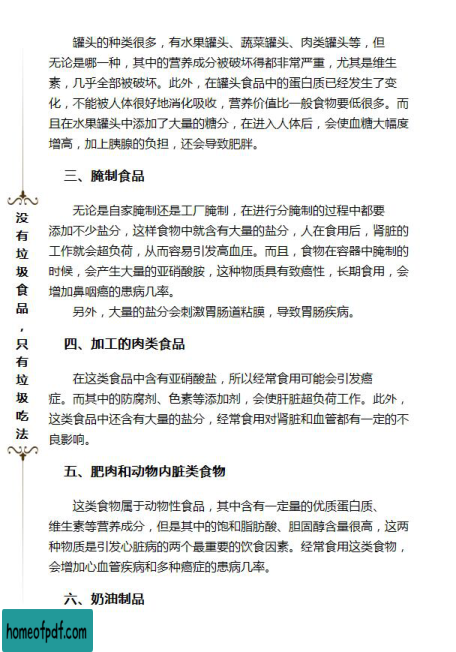 罐头的种类很多，有水果罐头、蔬菜罐头、肉类罐头等，但
无论是哪一种，其中的营养成分被破坏得都非常严重，尤其是维生
素，几乎全部被破坏。此外，在罐头食品中的蛋白质已经发生了变
化，不能被人体很好地消化吸收，营养价值比一般食物要低很多。而
且在水果罐头中添加了大量的糖分，在进入人体后，会使血糖大幅度
增高，加上胰腺的负担，还会导致肥胖。
三、腌制食品
无论是自家腌制还是工厂腌制，在进行分腌制的过程中都要
添加不少盐分，这样食物中就含有大量的盐分，人在食用后，肾脏的
工作就会超负荷，从而容易引发高血压。而且，食物在容器中腌制的
时候，会产生大量的亚硝酸胺，这种物质具有致癌性，长期食用，会
增加鼻咽癌的患病几率。
另外，大量的盐分会刺激胃肠道粘膜，导致胃肠疾病。
四、加工的肉类食品
在这类食品中含有亚硝酸盐，所以经常食用可能会引发癌
症。而其中的防腐剂、色素等添加剂，会使肝脏超负荷工作。此外，
这类食品中还含有大量的盐分，经常食用对肾脏和血管都有一定的不
良影响。
五、肥肉和动物内脏类食物
这类食物属于动物性食品，其中含有一定量的优质蛋白质、
维生素等营养成分，但是其中的饱和脂肪酸、胆固醇含量很高，这两
种物质是引发心脏病的两个最重要的饮食因素。经常食用这类食物，
会增加心血管疾病和多种癌症的患病几率。
六、奶油制品
没有垃圾食品，只有垃圾吃法
homeofpdf.com